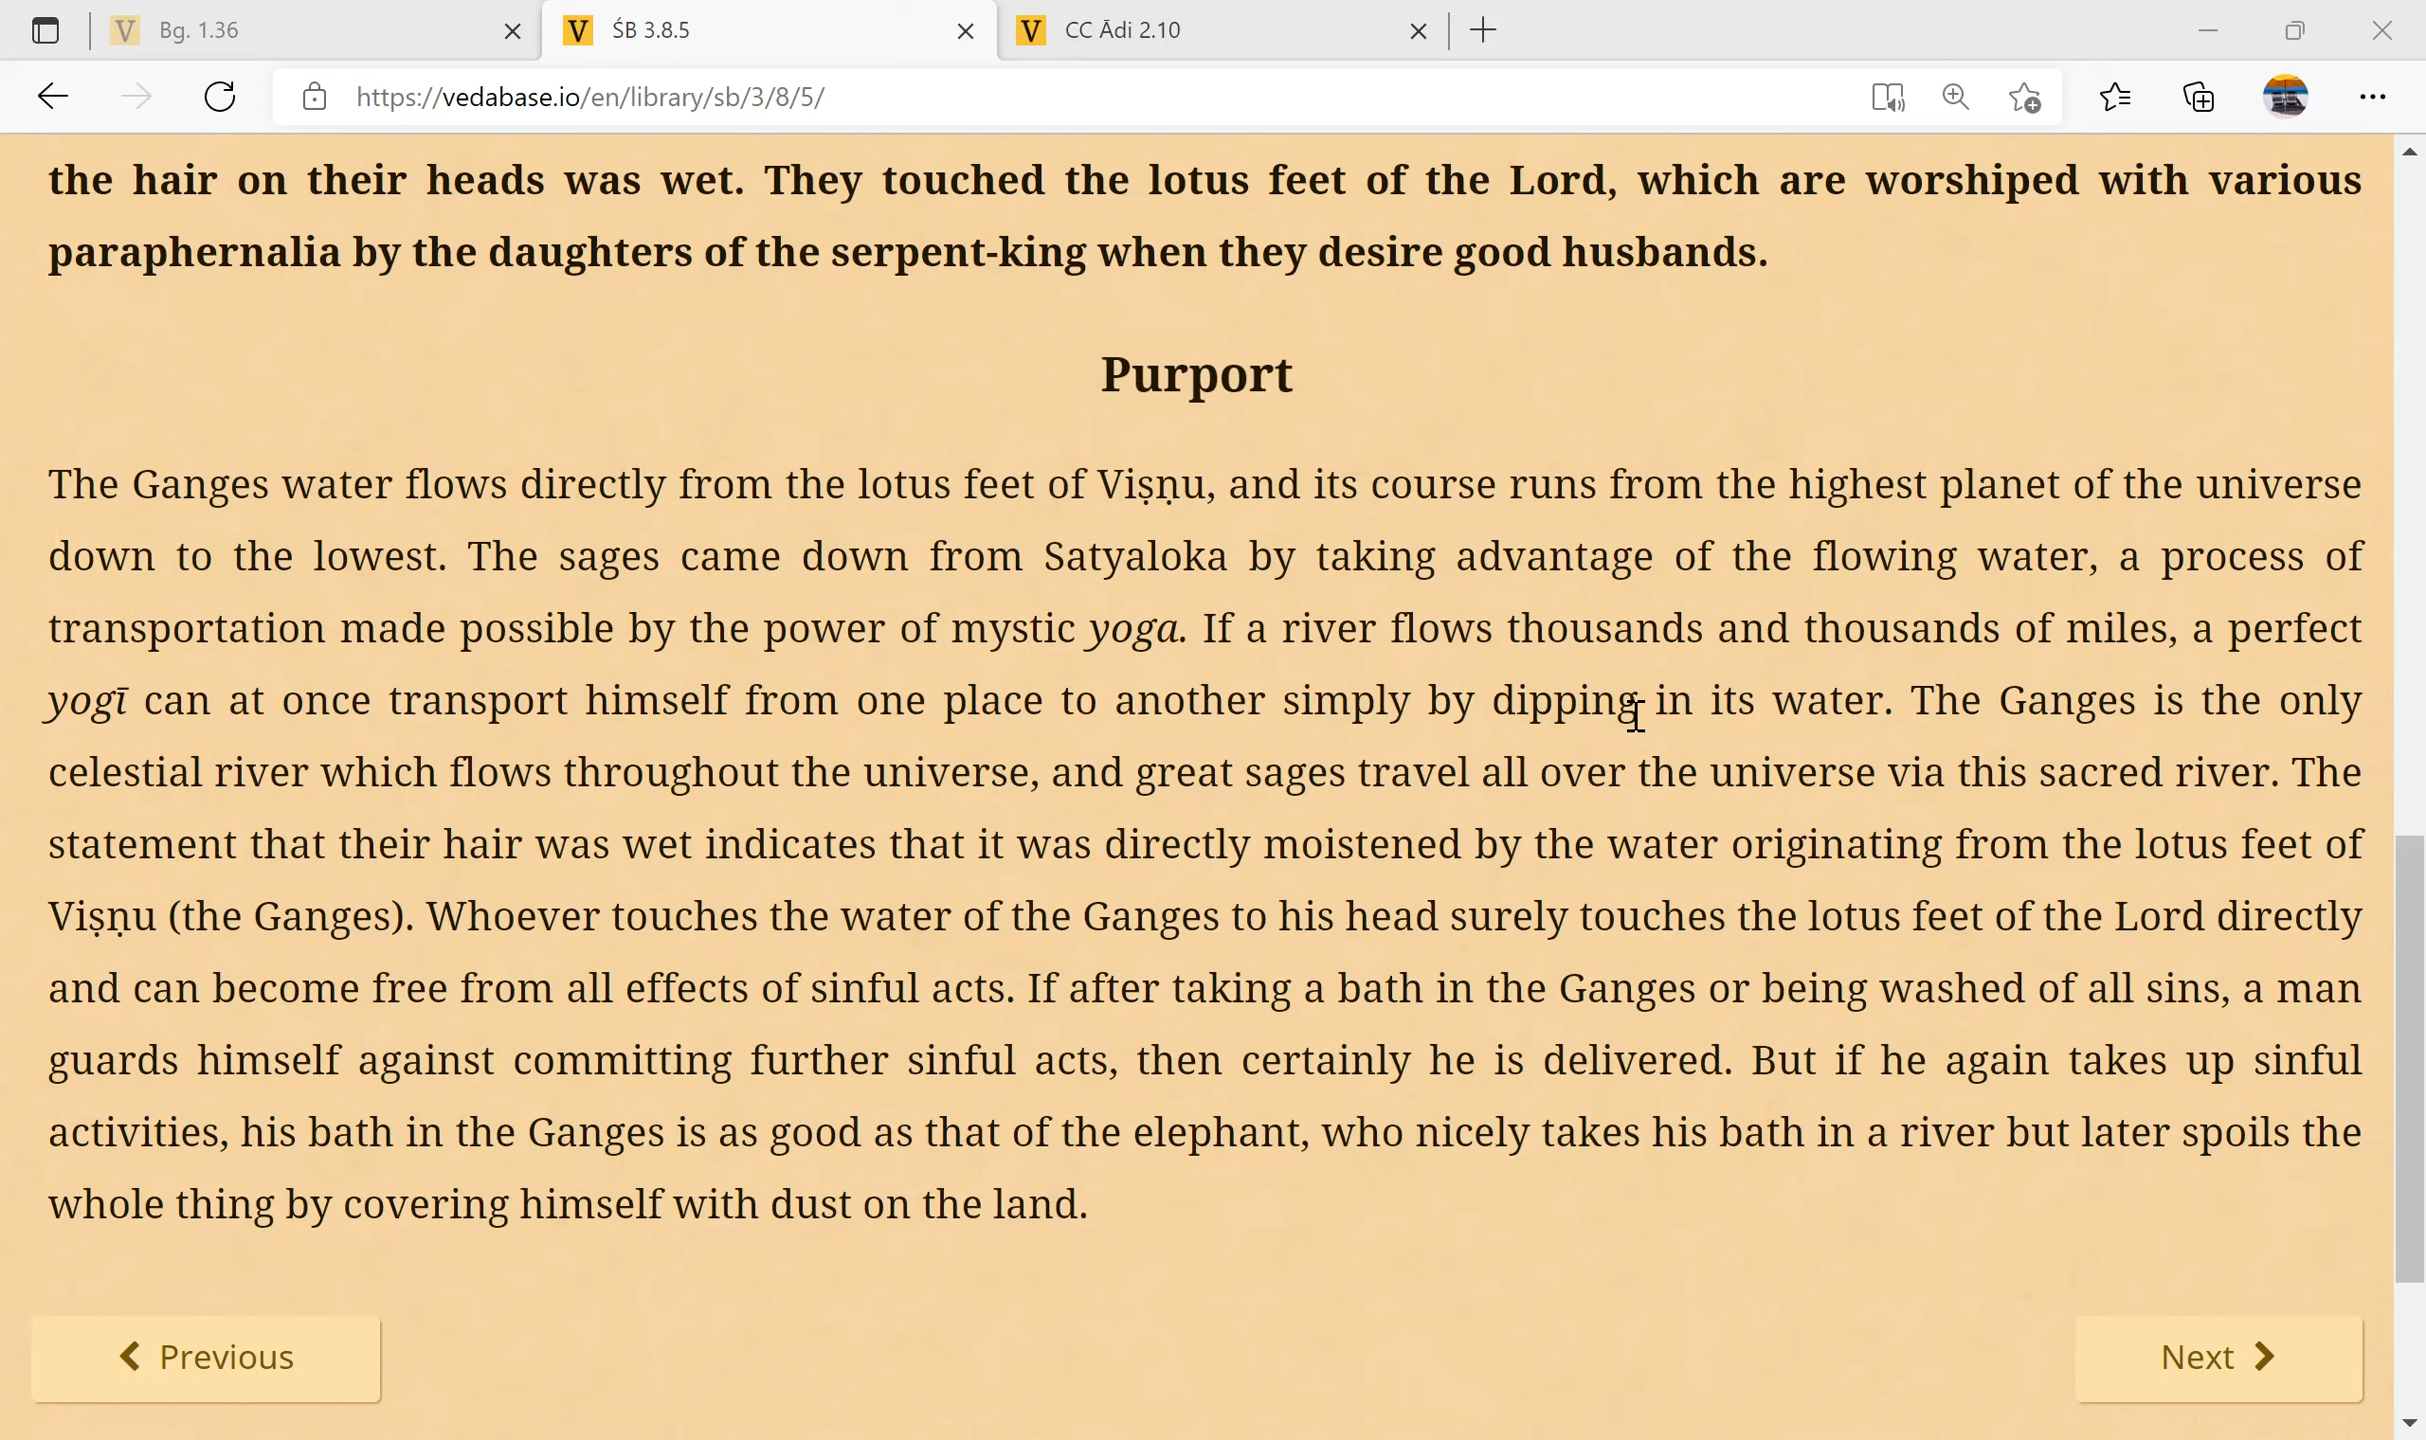 Bg. 1.36
ŚB 3.8.5
CC Ādi 2.10
https://vedabase.io/en/library/sb/3/8/5/
the hair on their heads was wet. They touched the lotus feet of the Lord, which are worshiped with various
paraphernalia by the daughters of the serpent-king when they desire good husbands.
Purport
The Ganges water flows directly from the lotus feet of Viṣṇu, and its course runs from the highest planet of the universe
down to the lowest. The sages came down from Satyaloka by taking advantage of the flowing water, a process of
transportation made possible by the power of mystic yoga. If a river flows thousands and thousands of miles, a perfect
yogī can at once transport himself from one place to another simply by dipping in its water. The Ganges is the only
celestial river which flows throughout the universe, and great sages travel all over the universe via this sacred river. The
statement that their hair was wet indicates that it was directly moistened by the water originating from the lotus feet of
Viṣṇu (the Ganges). Whoever touches the water of the Ganges to his head surely touches the lotus feet of the Lord directly
and can become free from all effects of sinful acts. If after taking a bath in the Ganges or being washed of all sins, a man
guards himself against committing further sinful acts, then certainly he is delivered. But if he again takes up sinful
activities, his bath in the Ganges is as good as that of the elephant, who nicely takes his bath in a river but later spoils the
whole thing by covering himself with dust on the land.
Previous
Next